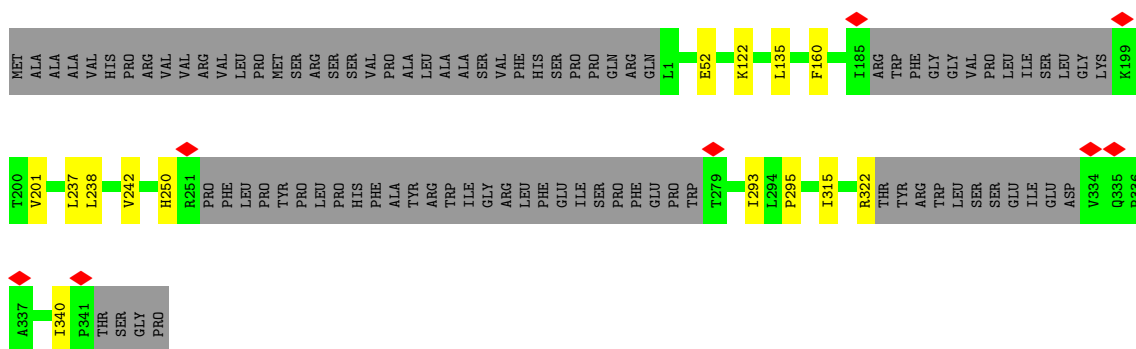 MET ALA ALA ALA VAL HIS PRO ARG VAL VAL ARG VAL LEU PRO MET SER ARG SER SER VAL PRO ALA LEU ALA ALA SER VAL PHE HIS SER PRO PRO GLN ARG GLN L1 E52 K122 L135 F160 I185 ARG TRP PHE GLY GLY VAL PRO LEU ILE SER LEU GLY LYS K199
T200 V201 L237 L238 V242 H250 R251 PRO PHE LEU PRO TYR PRO LEU PRO HIS PHE ALA TYR ARG TRP ILE GLY ARG LEU PHE GLU ILE SER PRO PHE GLU PRO TRP T279 I293 L294 P295 I315 R322 THR TYR ARG TRP LEU SER SER GLU ILE GLU ASP V334 Q335 P336
A337 I340 P341 THR SER GLY PRO